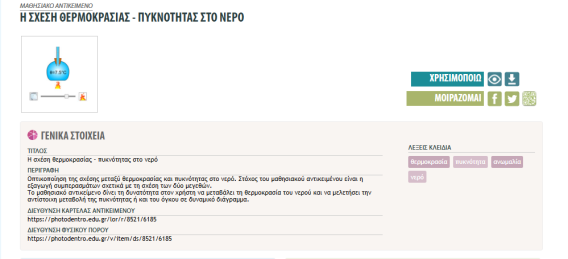 ΜΑΘΗΣΙΑΚΟ ΑΝΤΙΚΕΙΜΕΝΟ
Η ΣΧΕΣΗ ΘΕΡΜΟΚΡΑΣΙΑΣ - ΠΥΚΝΟΤΗΤΑΣ ΣΤΟ ΝΕΡΟ
ΧΡΗΣΙΜΟΠΟΙΩ
ΜΟΙΡΑΖΟΜΑΙ
ΓΕΝΙΚΑ ΣΤΟΙΧΕΙΑ
ΤΙΤΛΟΣ
Η σχέση θερμοκρασίας - πυκνότητας στο νερό
ΠΕΡΙΓΡΑΦΗ
Οπτικοποίηση της σχέσης μεταξύ θερμοκρασίας και πυκνότητας στο νερό. Στόχος του μαθησιακού αντικειμένου είναι η
εξαγωγή συμπερασμάτων σχετικά με τη σχέση των δύο μεγεθών.
Το μαθησιακό αντικείμενο δίνει τη δυνατότητα στον χρήστη να μεταβάλει τη θερμοκρασία του νερού και να μελετήσει την
αντίστοιχη μεταβολή της πυκνότητας ή και του όγκου σε δυναμικό διάγραμμα.
ΔΙΕΥΘΥΝΣΗ ΚΑΡΤΕΛΑΣ ΑΝΤΙΚΕΙΜΕΝΟΥ
https://photodentro.edu.gr/lor/r/8521/6185
ΔΙΕΥΘΥΝΣΗ ΦΥΣΙΚΟΥ ΠΟΡΟΥ
https://photodentro.edu.gr/v/item/ds/8521/6185
ΛΕΞΕΙΣ ΚΛΕΙΔΙΑ
θερμοκρασία πυκνότητα ανωμαλία
νερό